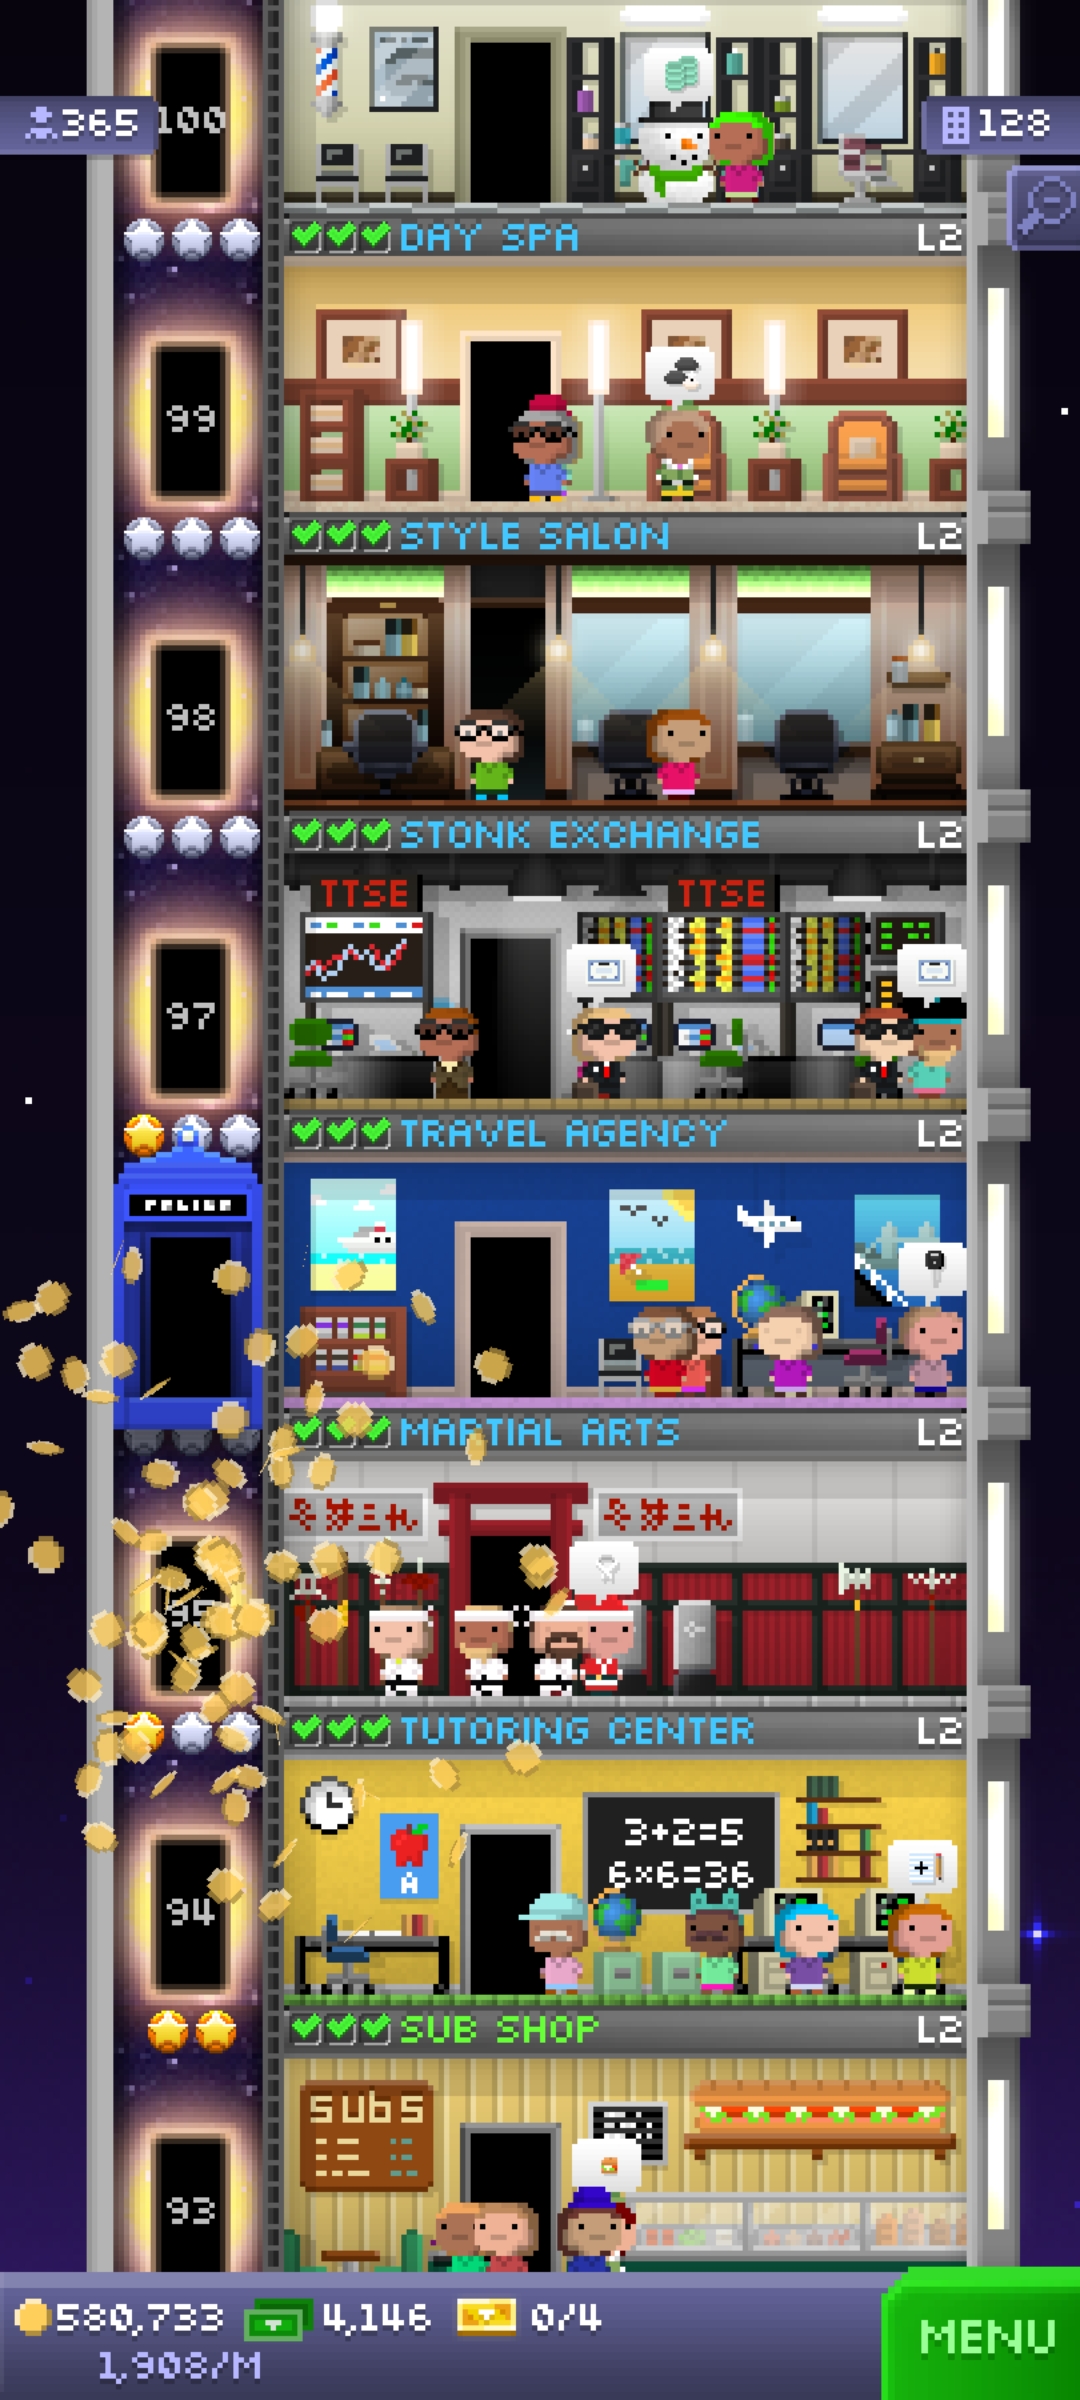 100
365
128
DAY SPA L2
99
STYLE SALON L2
98
STONK EXCHANGE L2
TTSE TTSE
97
TRAVEL AGENCY L2
POLICE
MARTIAL ARTS L2
95
TUTORING CENTER L2
3+2=5
6×6=36
A
94
SUB SHOP L2
subs
93
580,733 4,146 0/4
1,908/M
MENU